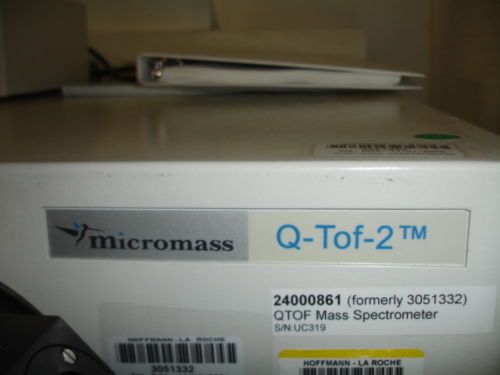 micromass Q-Tof-2™
24000861 (formerly 3051332)
QTOF Mass Spectrometer
S/N:UC319
HOFFMANN - LA ROCHE
3051332
HOFFMANN - LA ROCHE